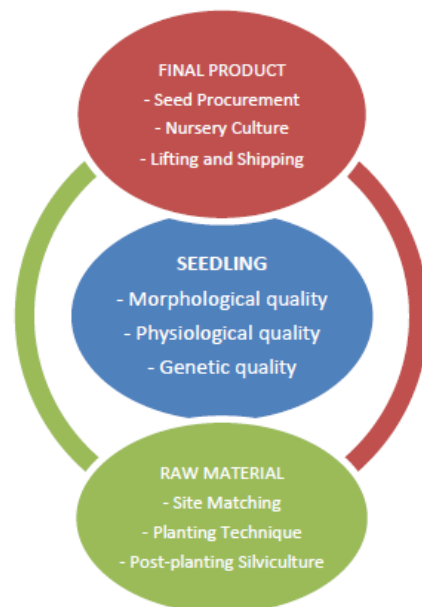 FINAL PRODUCT
- Seed Procurement
- Nursery Culture
- Lifting and Shipping
SEEDLING
- Morphological quality
- Physiological quality
- Genetic quality
RAW MATERIAL
- Site Matching
- Planting Technique
- Post-planting Silviculture